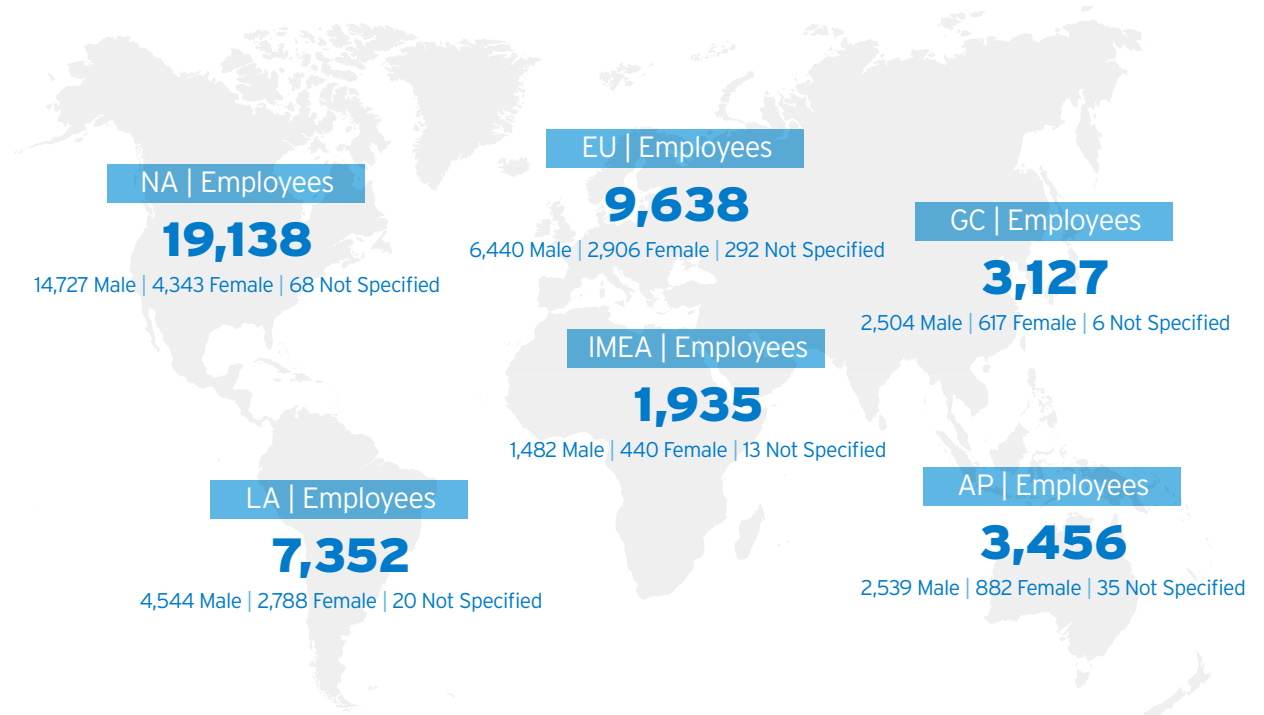 NA | Employees
19,138
14,727 Male | 4,343 Female | 68 Not Specified
EU | Employees
9,638
6,440 Male | 2,906 Female | 292 Not Specified
GC | Employees
3,127
2,504 Male | 617 Female | 6 Not Specified
IMEA | Employees
1,935
1,482 Male | 440 Female | 13 Not Specified
LA | Employees
7,352
4,544 Male | 2,788 Female | 20 Not Specified
AP | Employees
3,456
2,539 Male | 882 Female | 35 Not Specified